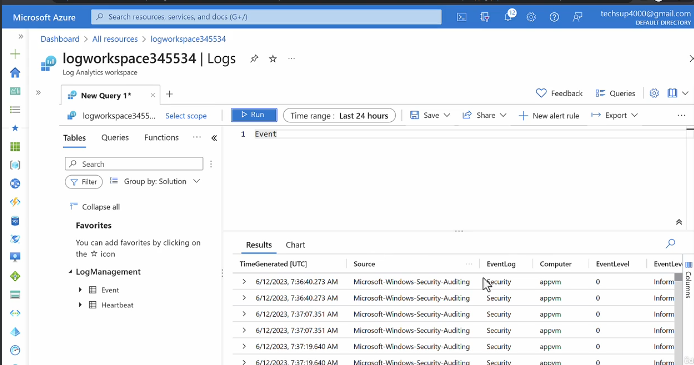 Microsoft Azure
Search resources, services, and docs (G+/)
12
techsup4000@gmail.com
DEFAULT DIRECTORY
Dashboard > All resources > logworkspace345534
logworkspace345534 | Logs
Log Analytics workspace
New Query 1*
Feedback
Queries
logworkspace3455...
Select scope
Run
Time range : Last 24 hours
Save
Share
New alert rule
Export
Tables
Queries
Functions
1 Event
Search
Filter
Group by: Solution
Collapse all
Favorites
You can add favorites by clicking on
the ☆ icon
LogManagement
Event
Heartbeat
Results
Chart
TimeGenerated [UTC] Source EventLog Computer EventLevel EventLev
6/12/2023, 7:36:40.273 AM Microsoft-Windows-Security-Auditing Security appvm 0 Inform
6/12/2023, 7:36:40.273 AM Microsoft-Windows-Security-Auditing Security appvm 0 Inform
6/12/2023, 7:37:07.351 AM Microsoft-Windows-Security-Auditing Security appvm 0 Inform
6/12/2023, 7:37:07.351 AM Microsoft-Windows-Security-Auditing Security appvm 0 Inform
6/12/2023, 7:37:19.640 AM Microsoft-Windows-Security-Auditing Security appvm 0 Inform
6/12/2023, 7:37:19.640 AM Microsoft-Windows-Security-Auditing Security appvm 0 Inform
Columns